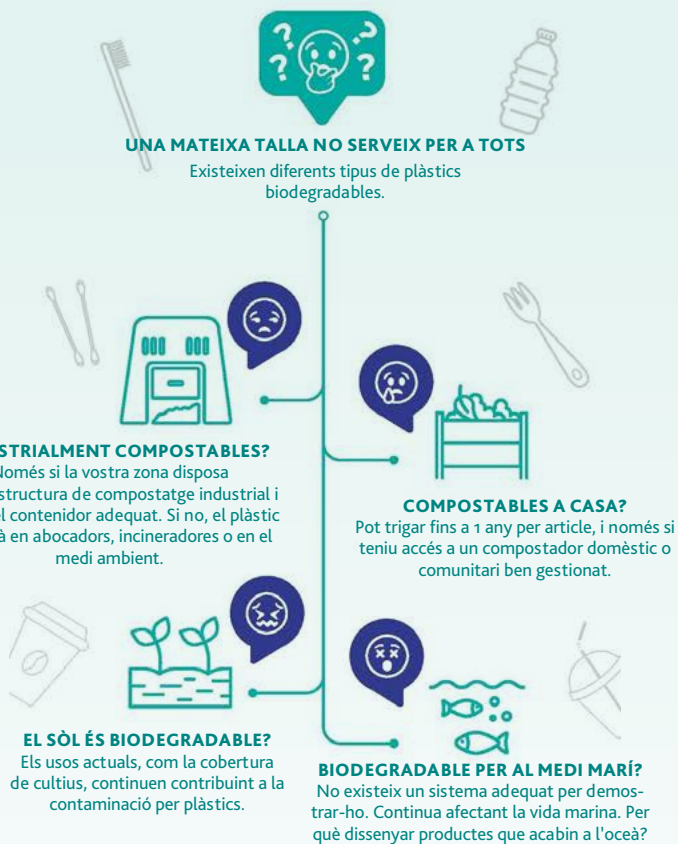 ? ? ? ?
UNA MATEIXA TALLA NO SERVEIX PER A TOTS
Existeixen diferents tipus de plàstics
biodegradables.
STRIALMENT COMPOSTABLES?
Només si la vostra zona disposa
structura de compostatge industrial i
l contenidor adequat. Si no, el plàstic
à en abocadors, incineradores o en el
medi ambient.
COMPOSTABLES A CASA?
Pot trigar fins a 1 any per article, i només si
teniu accés a un compostador domèstic o
comunitari ben gestionat.
EL SÒL ÉS BIODEGRADABLE?
Els usos actuals, com la cobertura
de cultius, continuen contribuint a la
contaminació per plàstics.
BIODEGRADABLE PER AL MEDI MARÍ?
No existeix un sistema adequat per demos-
trar-ho. Continua afectant la vida marina. Per
què dissenyar productes que acabin a l'oceà?